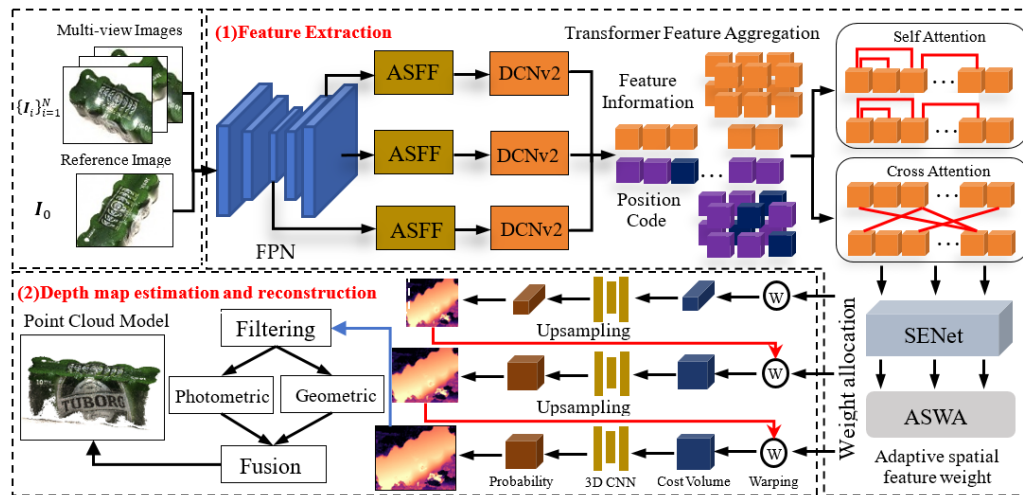 Multi-view Images
{I_i}_{i=1}^N
Reference Image
I_0
(1)Feature Extraction
FPN
ASFF
DCNv2
ASFF
DCNv2
ASFF
DCNv2
Transformer Feature Aggregation
Feature
Information
...
Position
Code
Self Attention
...
...
Cross Attention
...
...
SENet
ASWA
Adaptive spatial
feature weight
Weight allocation
(2)Depth map estimation and reconstruction
Point Cloud Model
TUBORG
Filtering
Photometric
Geometric
Fusion
W
Upsampling
W
Upsampling
W
Probability
3D CNN
Cost Volume
Warping